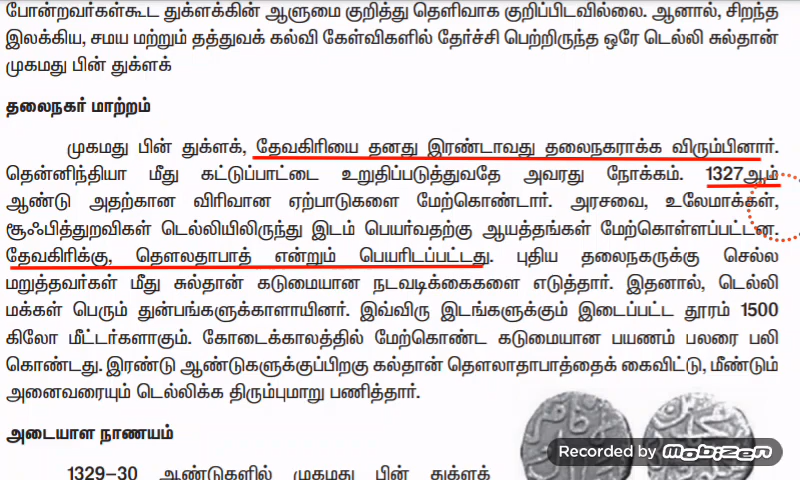 போன்றவர்கள்கூட துக்ளக்கின் ஆளுமை குறித்து தெளிவாக குறிப்பிடவில்லை. ஆனால், சிறந்த
இலக்கிய, சமய மற்றும் தத்துவக் கல்வி கேள்விகளில் தேர்ச்சி பெற்றிருந்த ஒரே டெல்லி சுல்தான்
முகமது பின் துக்ளக்
தலைநகர் மாற்றம்
முகமது பின் துக்ளக், தேவகிரியை தனது இரண்டாவது தலைநகராக்க விரும்பினார்.
தென்னிந்தியா மீது கட்டுப்பாட்டை உறுதிப்படுத்துவதே அவரது நோக்கம். 1327ஆம்
ஆண்டு அதற்கான விரிவான ஏற்பாடுகளை மேற்கொண்டார். அரசவை, உலேமாக்கள்,
சூஃபித்துறவிகள் டெல்லியிலிருந்து இடம் பெயர்வதற்கு ஆயத்தங்கள் மேற்கொள்ளப்பட்டன.
தேவகிரிக்கு, தௌலதாபாத் என்றும் பெயரிடப்பட்டது. புதிய தலைநகருக்கு செல்ல
மறுத்தவர்கள் மீது சுல்தான் கடுமையான நடவடிக்கைகளை எடுத்தார். இதனால், டெல்லி
மக்கள் பெரும் துன்பங்களுக்காளாயினர். இவ்விரு இடங்களுக்கும் இடைப்பட்ட தூரம் 1500
கிலோ மீட்டர்களாகும். கோடைக்காலத்தில் மேற்கொண்ட கடுமையான பயணம் பலரை பலி
கொண்டது. இரண்டு ஆண்டுகளுக்குப்பிறகு சுல்தான் தௌலாதாபாத்தைக் கைவிட்டு, மீண்டும்
அனைவரையும் டெல்லிக்கு திரும்புமாறு பணித்தார்.
அடையாள நாணயம்
1329–30 ஆண்டுகளில் முகமது பின் துக்ளக்
Recorded by Mobizen